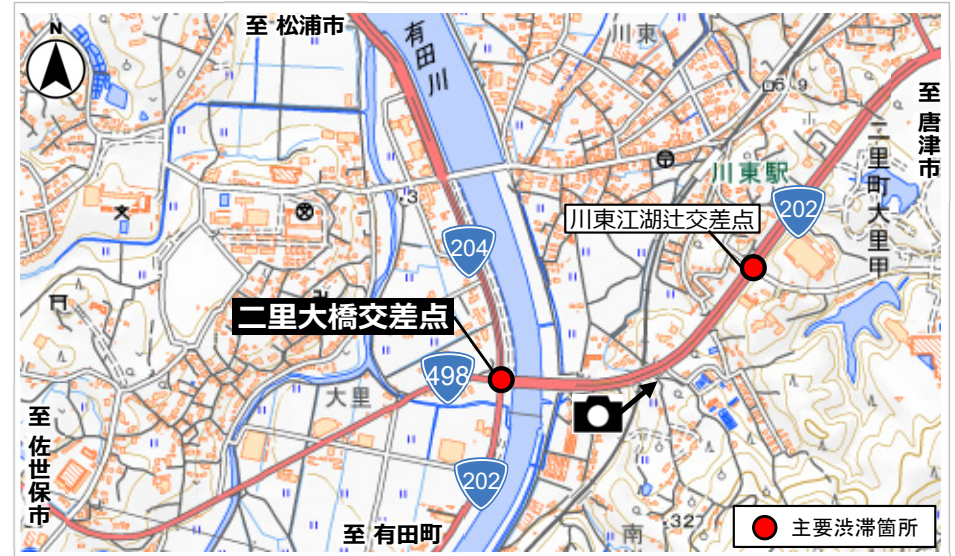 至 松浦市
N
有田川
川東
至 唐津市
二里町大里甲
川東駅
202
川東江湖辻交差点
204
二里大橋交差点
498
大里
至 佐世保市
202
至 有田町
南
327
主要渋滞箇所